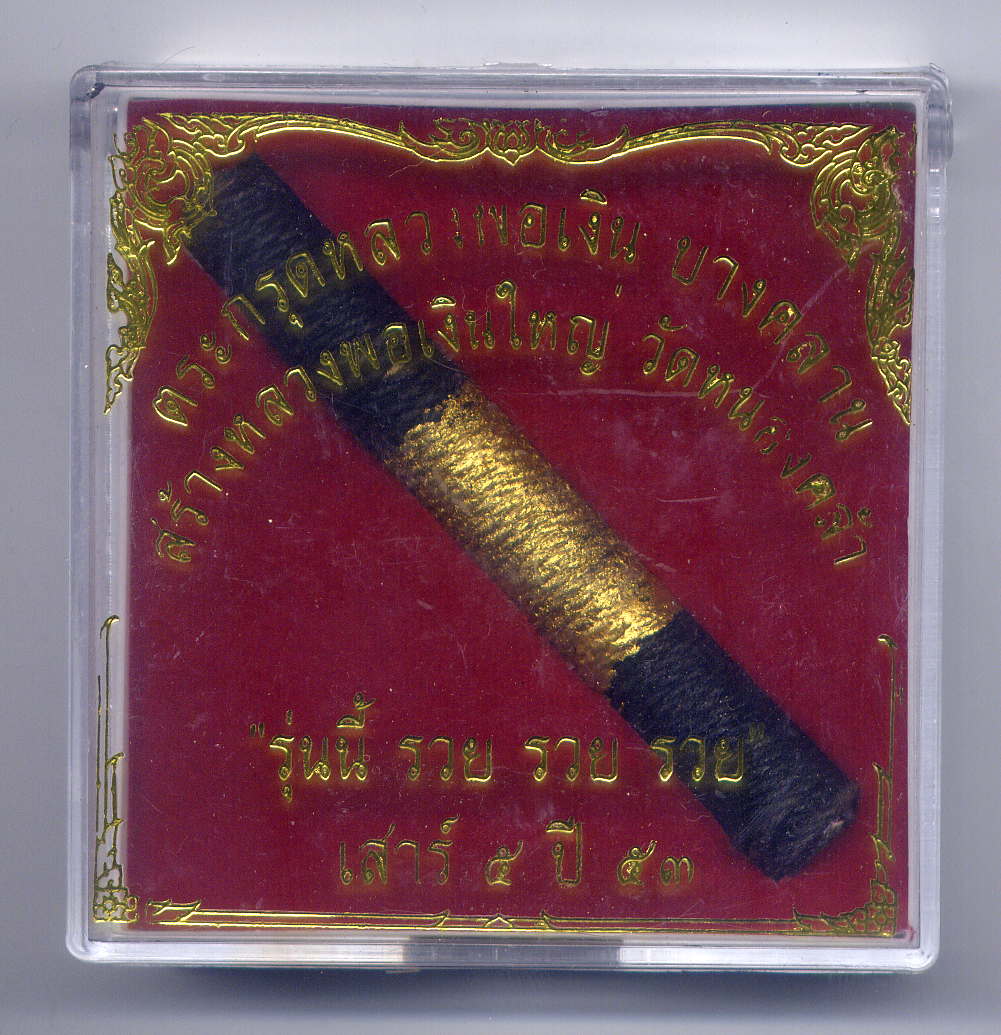 ตระกรุดหลวงพ่อเงิน บางคลาน
สร้างหลวงพ่อเงินใหญ่ วัดหนองคล้า
"รุ่นนี้ รวย รวย รวย"
เสาร์ ๕ ปี ๕๓